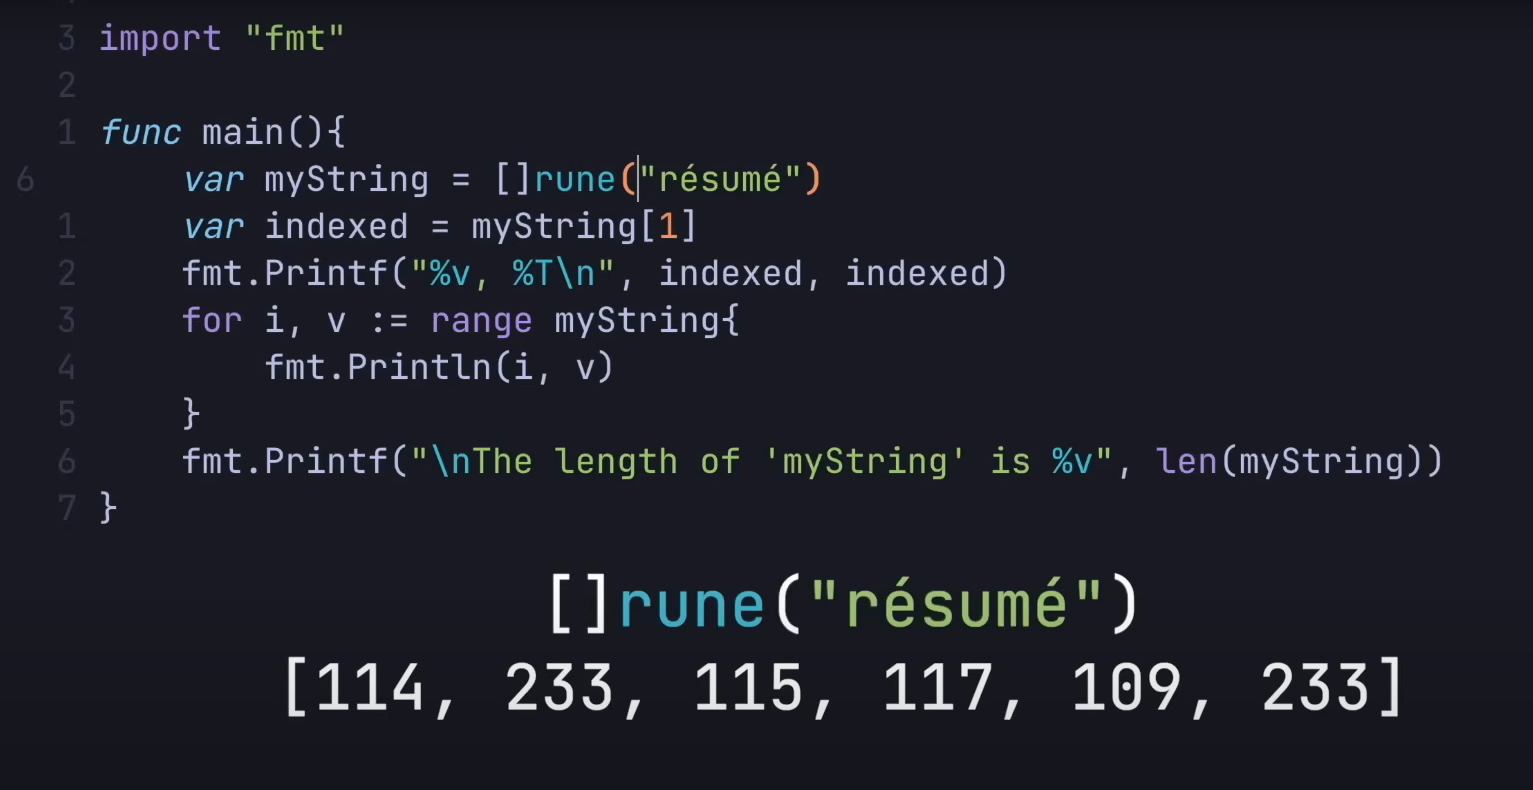 3 import "fmt"
2
1 func main(){
6 var myString = []rune("résumé")
1 var indexed = myString[1]
2 fmt.Printf("%v, %T\n", indexed, indexed)
3 for i, v := range myString{
4 fmt.Println(i, v)
5 }
6 fmt.Printf("\nThe length of 'myString' is %v", len(myString))
7 }
[]rune("résumé")
[114, 233, 115, 117, 109, 233]